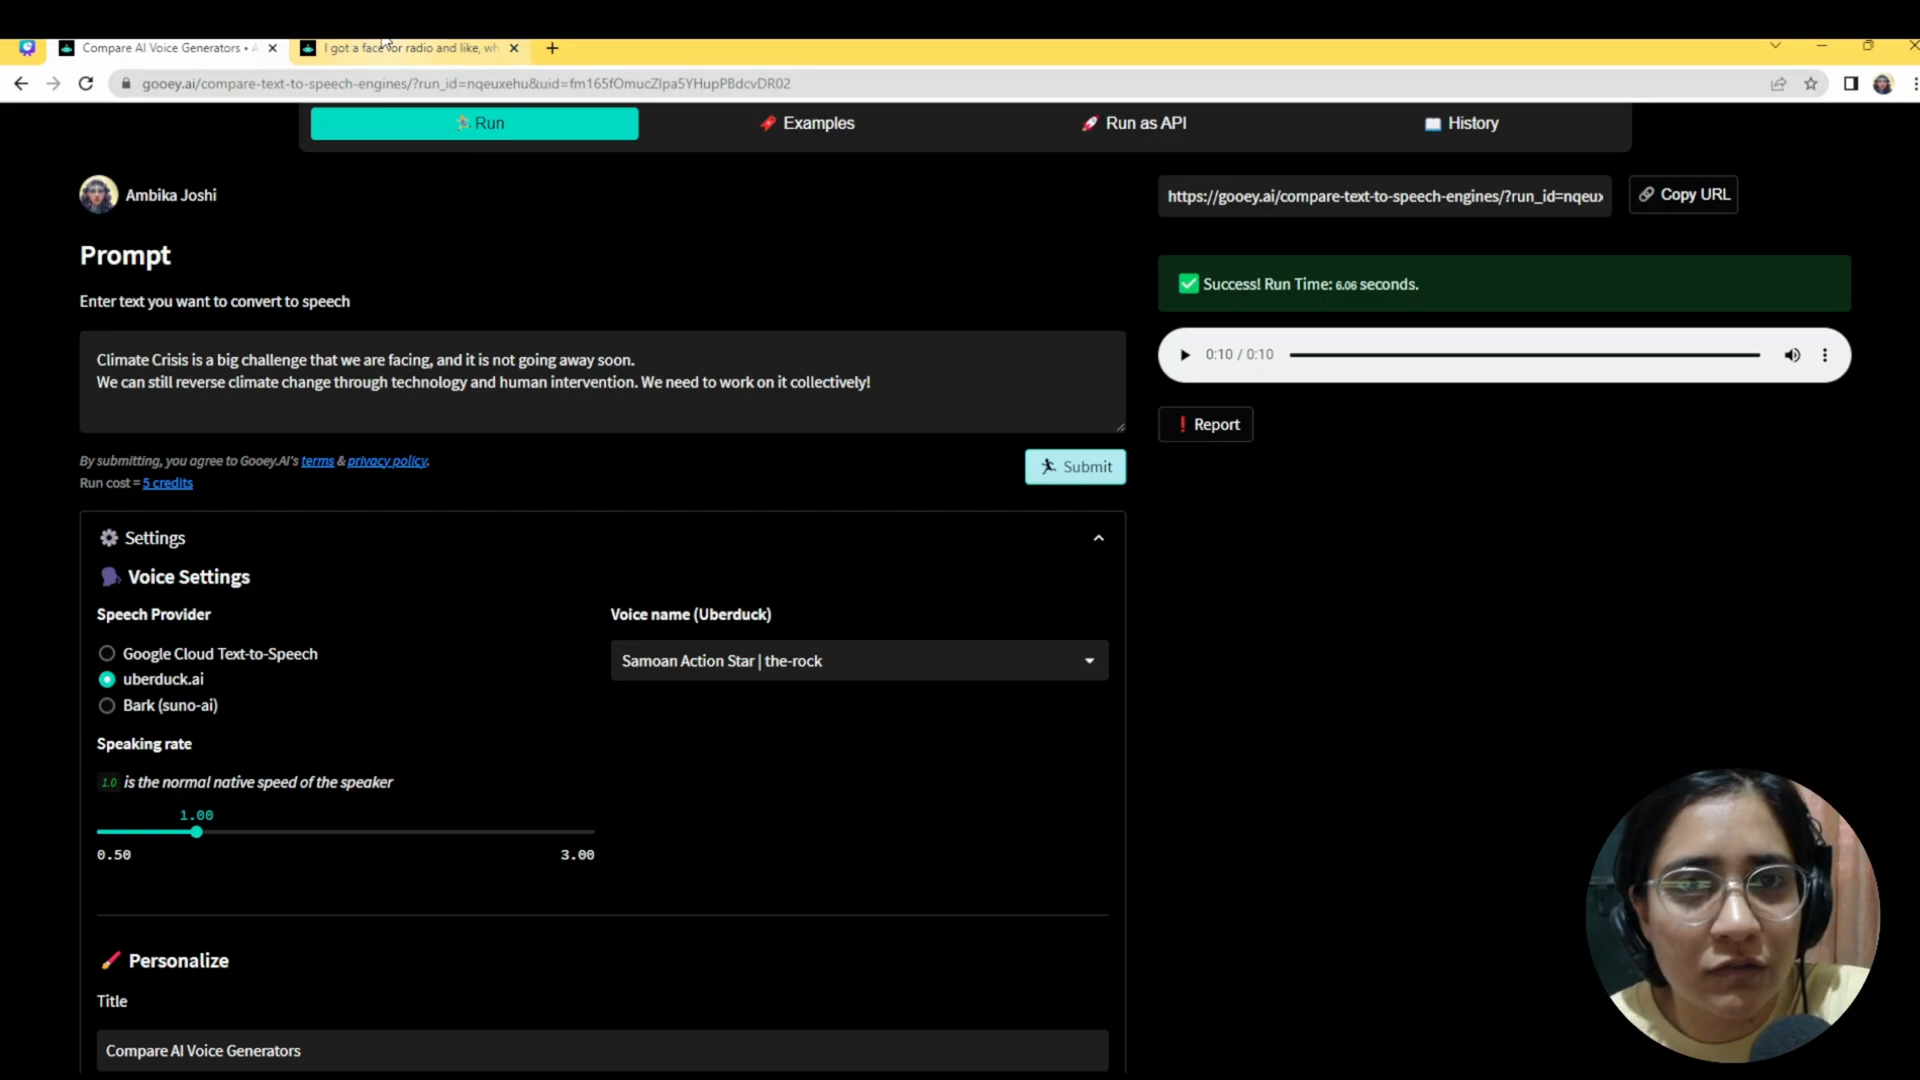 Compare AI Voice Generators •
I got a face for radio and like, wh
gooey.ai/compare-text-to-speech-engines/?run_id=nqeuxehu&uid=fm165fOmucZlpa5YHupPBdcvDR02
Run
Examples
Run as API
History
Ambika Joshi
https://gooey.ai/compare-text-to-speech-engines/?run_id=nqeux
Copy URL
Prompt
Success! Run Time: 6.06 seconds.
Enter text you want to convert to speech
Climate Crisis is a big challenge that we are facing, and it is not going away soon.
We can still reverse climate change through technology and human intervention. We need to work on it collectively!
0:10 / 0:10
Report
By submitting, you agree to Gooey.AI's terms & privacy policy.
Run cost = 5 credits
Submit
Settings
Voice Settings
Speech Provider
Voice name (Uberduck)
Google Cloud Text-to-Speech
uberduck.ai
Bark (suno-ai)
Samoan Action Star | the-rock
Speaking rate
1.0 is the normal native speed of the speaker
1.00
0.50
3.00
Personalize
Title
Compare AI Voice Generators